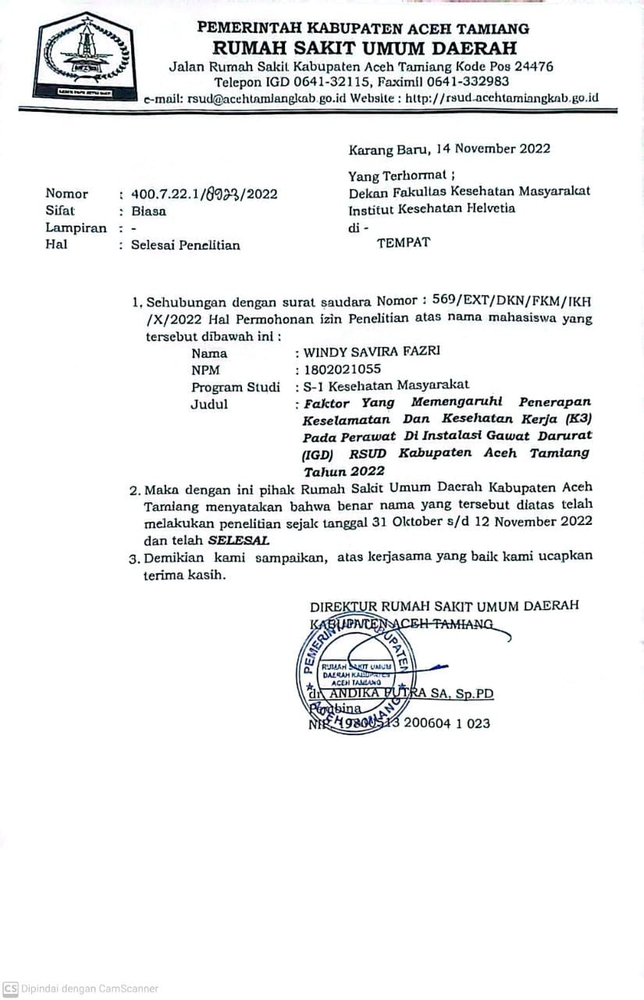 PEMERINTAH KABUPATEN ACEH TAMIANG
RUMAH SAKIT UMUM DAERAH
Jalan Rumah Sakit Kabupaten Aceh Tamiang Kode Pos 24476
Telepon IGD 0641-32115, Faximil 0641-332983
e-mail: rsud@acehtamiangkab.go.id Website : http://rsud.acehtamiangkab.go.id
Karang Baru, 14 November 2022
Yang Terhormat ;
Dekan Fakultas Kesehatan Masyarakat
Institut Kesehatan Helvetia
di -
TEMPAT
Nomor : 400.7.22.1/8923/2022
Sifat : Biasa
Lampiran : -
Hal : Selesai Penelitian
1. Sehubungan dengan surat saudara Nomor : 569/EXT/DKN/FKM/IKH
/X/2022 Hal Permohonan izin Penelitian atas nama mahasiswa yang
tersebut dibawah ini :
Nama : WINDY SAVIRA FAZRI
NPM : 1802021055
Program Studi : S-1 Kesehatan Masyarakat
Judul : Faktor Yang Memengaruhi Penerapan
Keselamatan Dan Kesehatan Kerja (K3)
Pada Perawat Di Instalasi Gawat Darurat
(IGD) RSUD Kabupaten Aceh Tamiang
Tahun 2022
2. Maka dengan ini pihak Rumah Sakit Umum Daerah Kabupaten Aceh
Tamiang menyatakan bahwa benar nama yang tersebut diatas telah
melakukan penelitian sejak tanggal 31 Oktober s/d 12 November 2022
dan telah SELESAI.
3. Demikian kami sampaikan, atas kerjasama yang baik kami ucapkan
terima kasih.
DIREKTUR RUMAH SAKIT UMUM DAERAH
KABUPATEN ACEH TAMIANG
PEMERINTAH KABUPATEN
RUMAH SAKIT UMUM
DAERAH KABUPATEN
ACEH TAMIANG
ACEH TAMIANG
dr. ANDIKA PUTRA SA, Sp.PD
Pembina
NIP. 19800513 200604 1 023
CS Dipindai dengan CamScanner